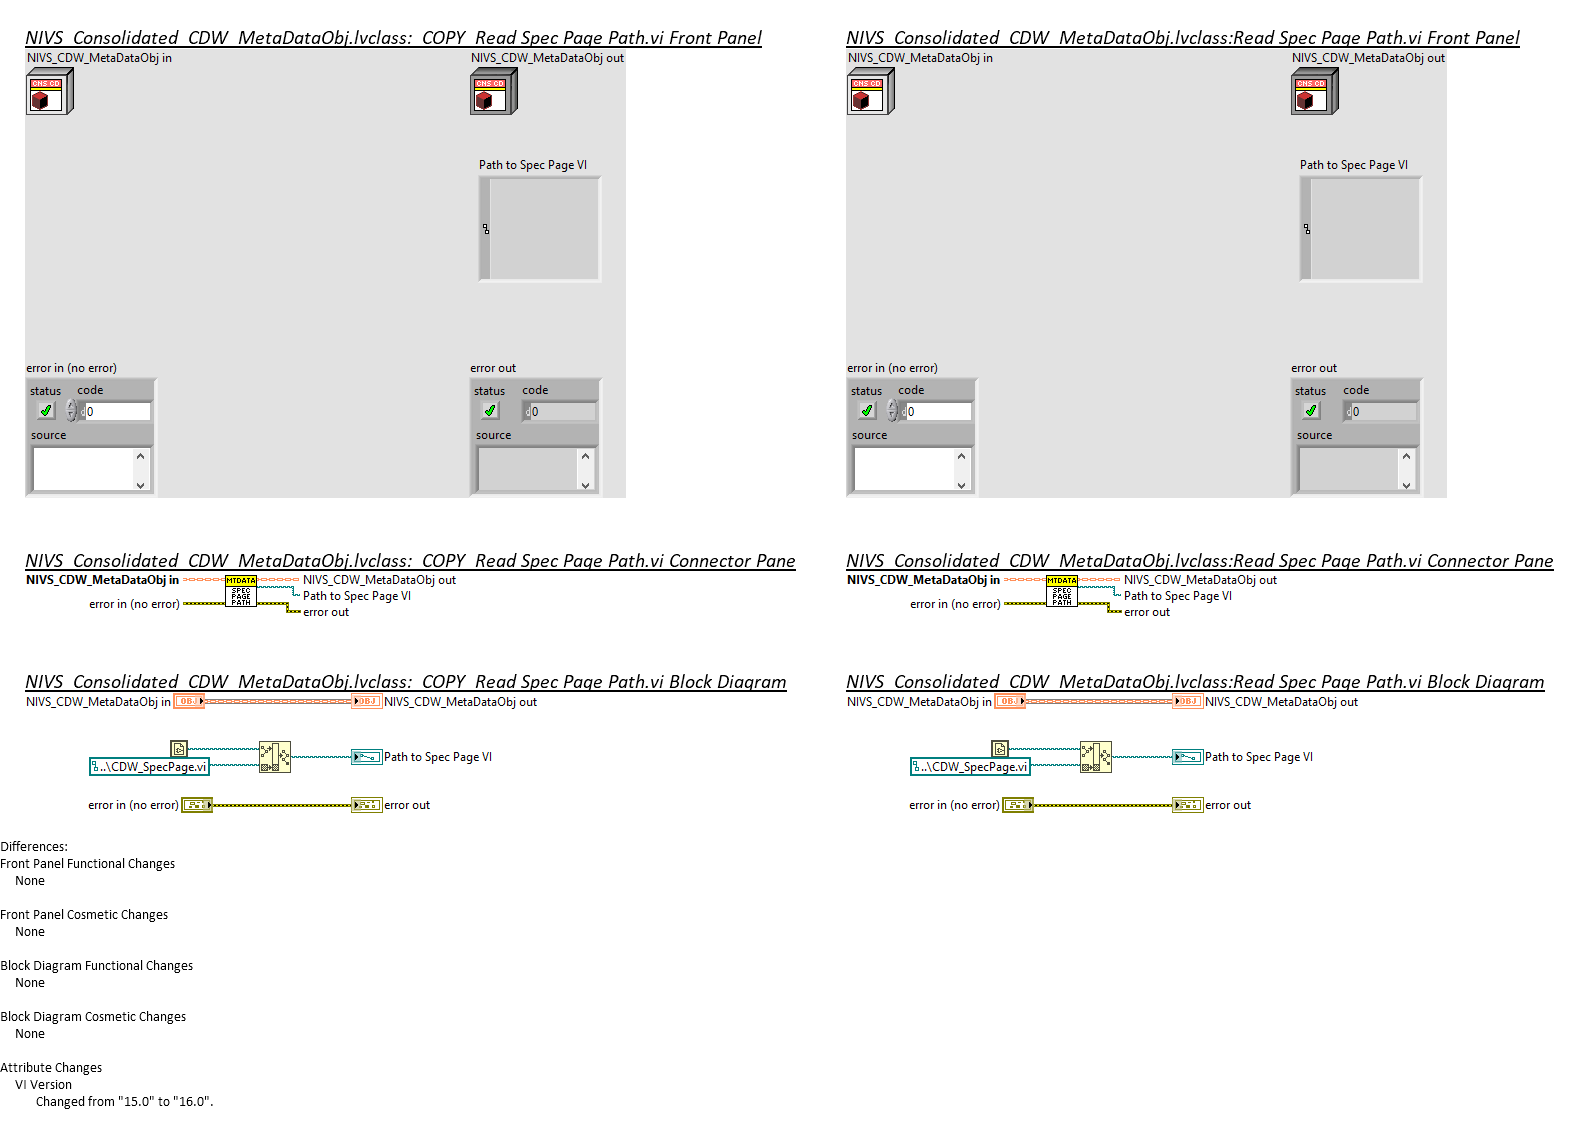 NIVS_Consolidated_CDW_MetaDataObj.lvclass:_COPY_Read Spec Page Path.vi Front Panel
NIVS_CDW_MetaDataObj in
NIVS_CDW_MetaDataObj out
CNS CD
CNS CD
Path to Spec Page VI
error in (no error)
error out
status code
status code
d 0
d 0
source
source
NIVS_Consolidated_CDW_MetaDataObj.lvclass:Read Spec Page Path.vi Front Panel
NIVS_CDW_MetaDataObj in
NIVS_CDW_MetaDataObj out
CNS CD
CNS CD
Path to Spec Page VI
error in (no error)
error out
status code
status code
d 0
d 0
source
source
NIVS_Consolidated_CDW_MetaDataObj.lvclass:_COPY_Read Spec Page Path.vi Connector Pane
NIVS_CDW_MetaDataObj in
MTDATA
SPEC
PAGE
PATH
NIVS_CDW_MetaDataObj out
Path to Spec Page VI
error in (no error)
error out
NIVS_Consolidated_CDW_MetaDataObj.lvclass:Read Spec Page Path.vi Connector Pane
NIVS_CDW_MetaDataObj in
MTDATA
SPEC
PAGE
PATH
NIVS_CDW_MetaDataObj out
Path to Spec Page VI
error in (no error)
error out
NIVS_Consolidated_CDW_MetaDataObj.lvclass:_COPY_Read Spec Page Path.vi Block Diagram
NIVS_CDW_MetaDataObj in
OBJ
OBJ
NIVS_CDW_MetaDataObj out
..\CDW_SpecPage.vi
Path to Spec Page VI
error in (no error)
error out
NIVS_Consolidated_CDW_MetaDataObj.lvclass:Read Spec Page Path.vi Block Diagram
NIVS_CDW_MetaDataObj in
OBJ
OBJ
NIVS_CDW_MetaDataObj out
..\CDW_SpecPage.vi
Path to Spec Page VI
error in (no error)
error out
Differences:
Front Panel Functional Changes
None
Front Panel Cosmetic Changes
None
Block Diagram Functional Changes
None
Block Diagram Cosmetic Changes
None
Attribute Changes
VI Version
Changed from "15.0" to "16.0".